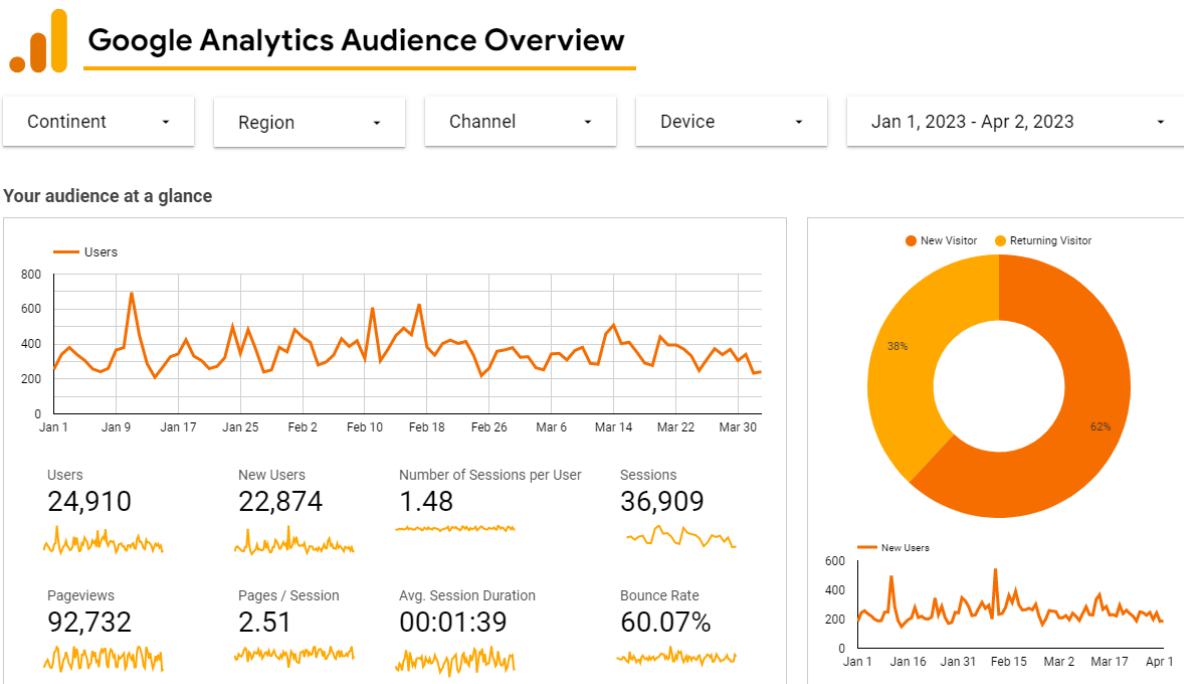 Google Analytics Audience Overview
Continent
Region
Channel
Device
Jan 1, 2023 - Apr 2, 2023
Your audience at a glance
Users
800
600
400
200
0
Jan 1 Jan 9 Jan 17 Jan 25 Feb 2 Feb 10 Feb 18 Feb 26 Mar 6 Mar 14 Mar 22 Mar 30
Users
24,910
New Users
22,874
Number of Sessions per User
1.48
Sessions
36,909
Pageviews
92,732
Pages / Session
2.51
Avg. Session Duration
00:01:39
Bounce Rate
60.07%
New Visitor Returning Visitor
38%
62%
New Users
600
400
200
0
Jan 1 Jan 16 Jan 31 Feb 15 Mar 2 Mar 17 Apr 1